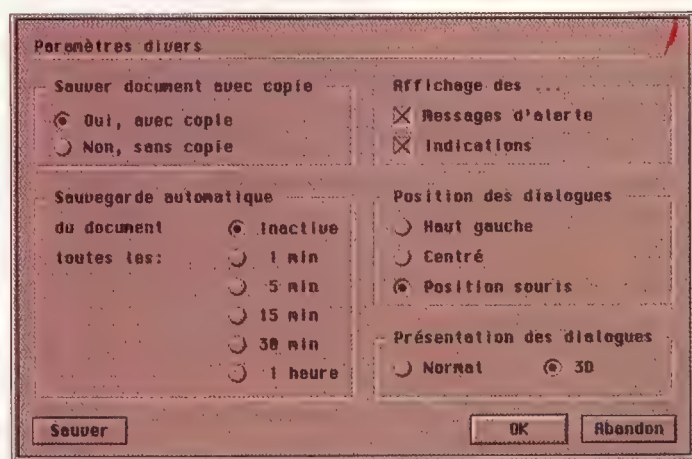 Paramètres divers
Sauver document avec copie
Oui, avec copie
Non, sans copie
Affichage des ...
Messages d'alerte
Indications
Sauvegarde automatique
du document
toutes les:
Inactive
1 min
5 min
15 min
30 min
1 heure
Position des dialogues
Haut gauche
Centré
Position souris
Présentation des dialogues
Normal
3D
Sauver
OK
Abandon